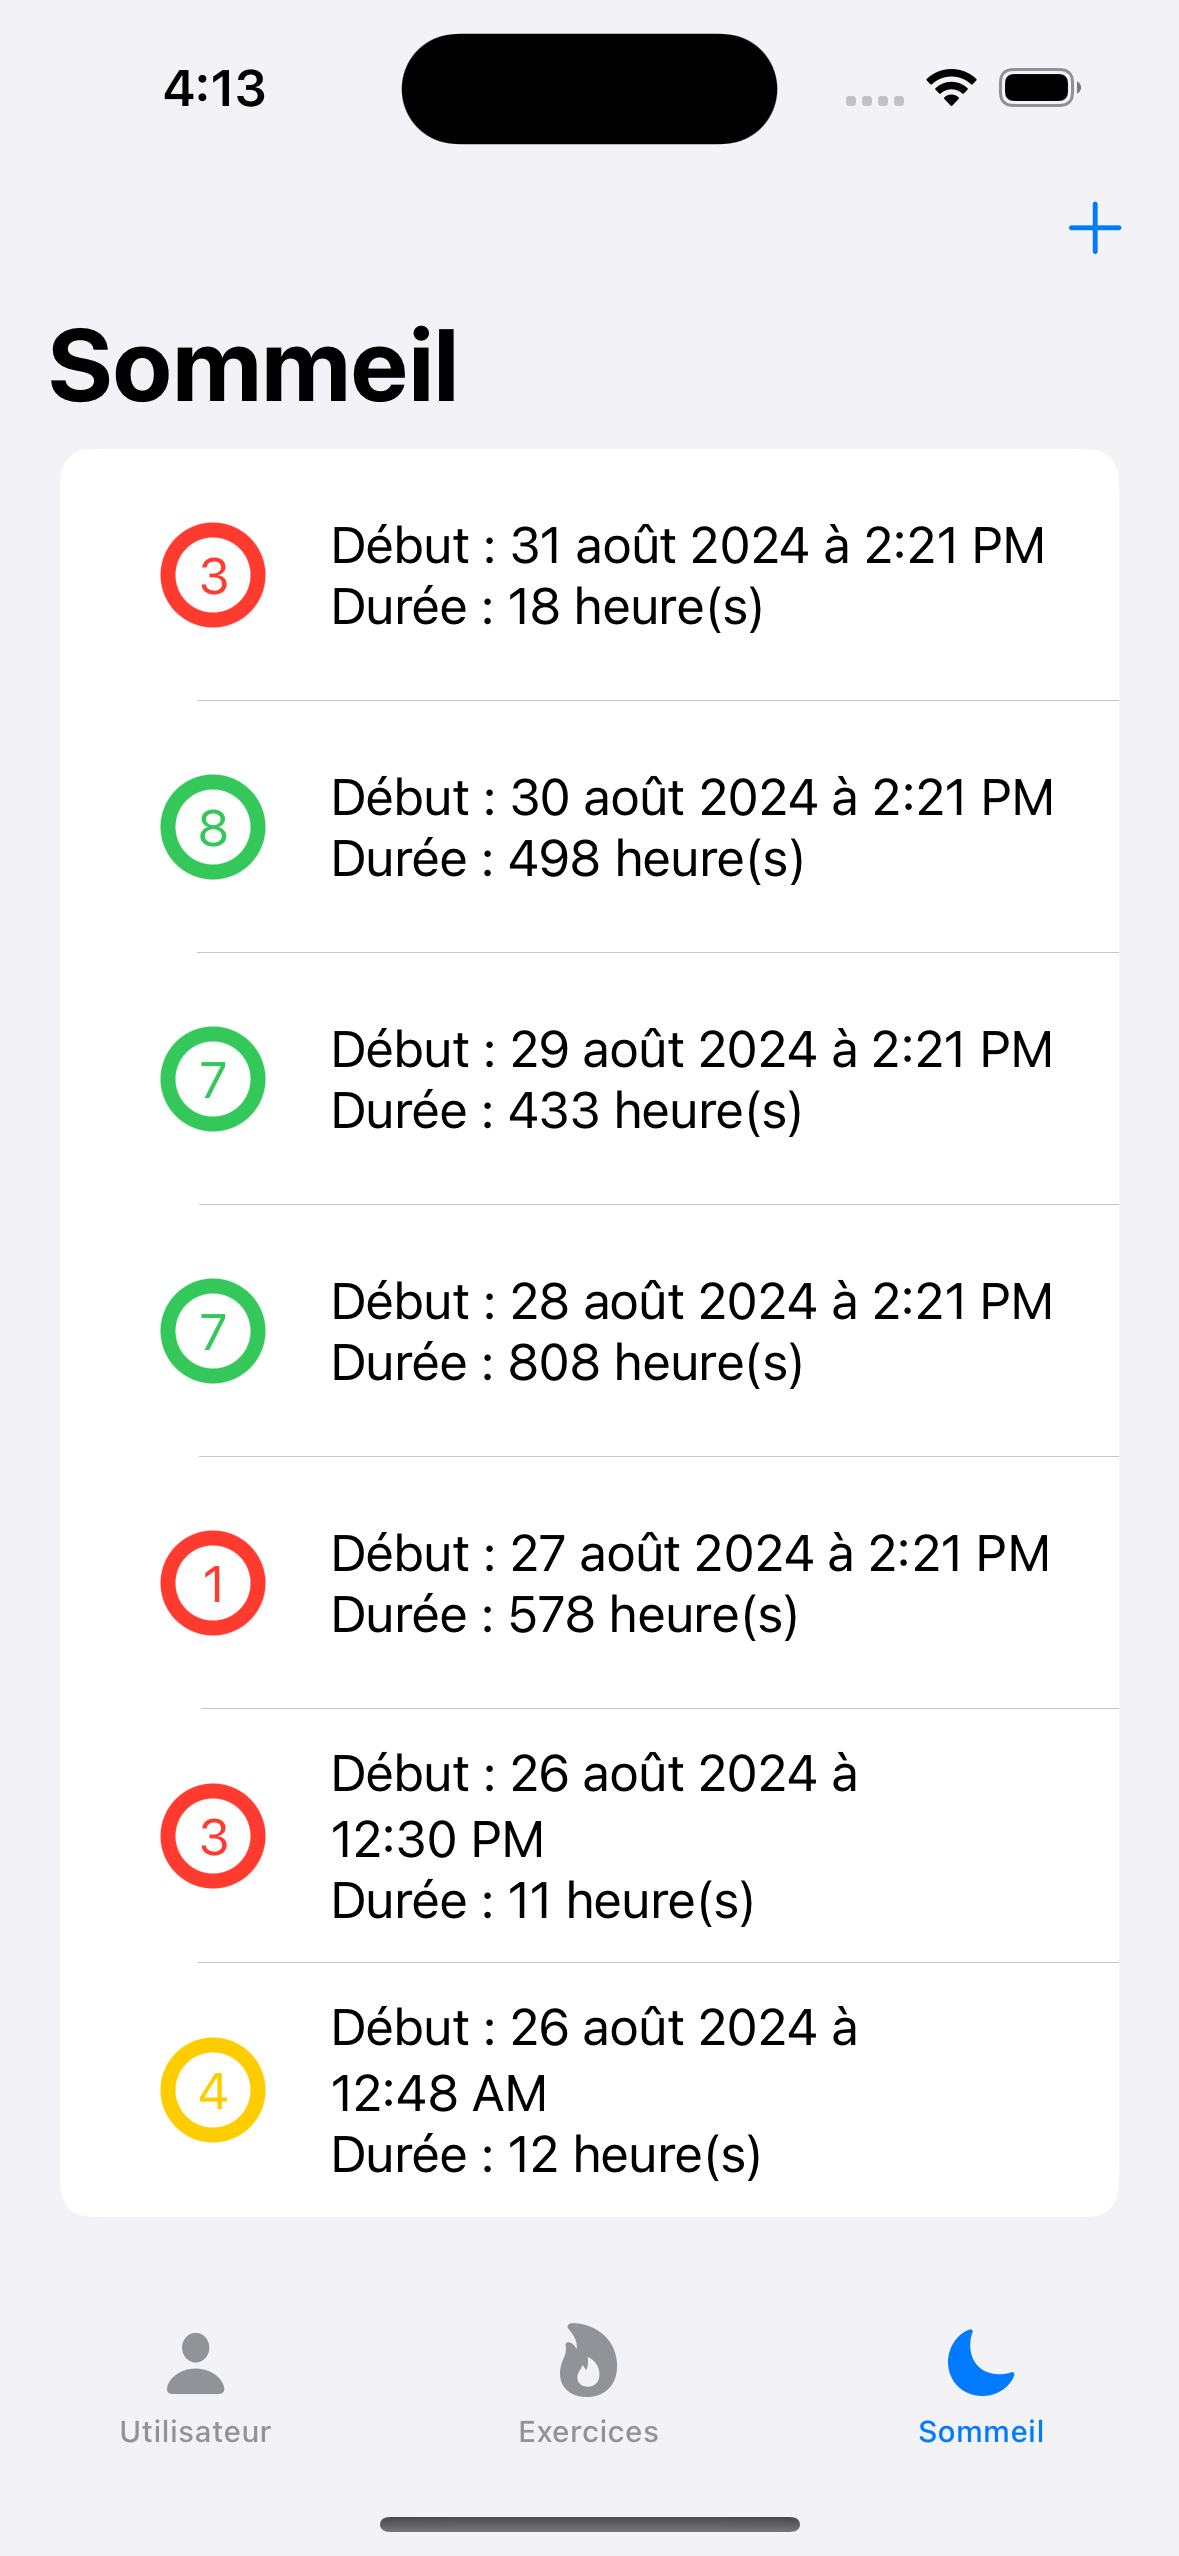 4:13
Sommeil
3
Début : 31 août 2024 à 2:21 PM
Durée : 18 heure(s)
8
Début : 30 août 2024 à 2:21 PM
Durée : 498 heure(s)
7
Début : 29 août 2024 à 2:21 PM
Durée : 433 heure(s)
7
Début : 28 août 2024 à 2:21 PM
Durée : 808 heure(s)
1
Début : 27 août 2024 à 2:21 PM
Durée : 578 heure(s)
3
Début : 26 août 2024 à
12:30 PM
Durée : 11 heure(s)
4
Début : 26 août 2024 à
12:48 AM
Durée : 12 heure(s)
Utilisateur
Exercices
Sommeil